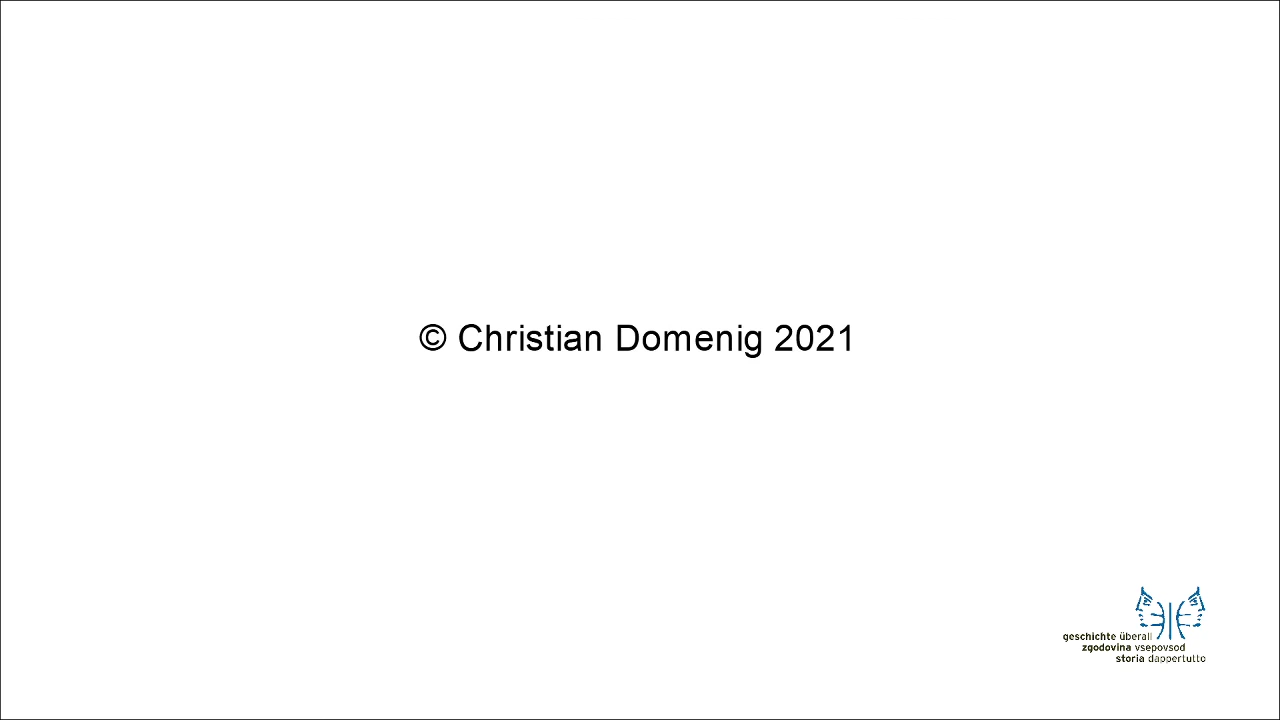 © Christian Domenig 2021
geschichte überall
zgodovina vsepovsod
storia dappertutto